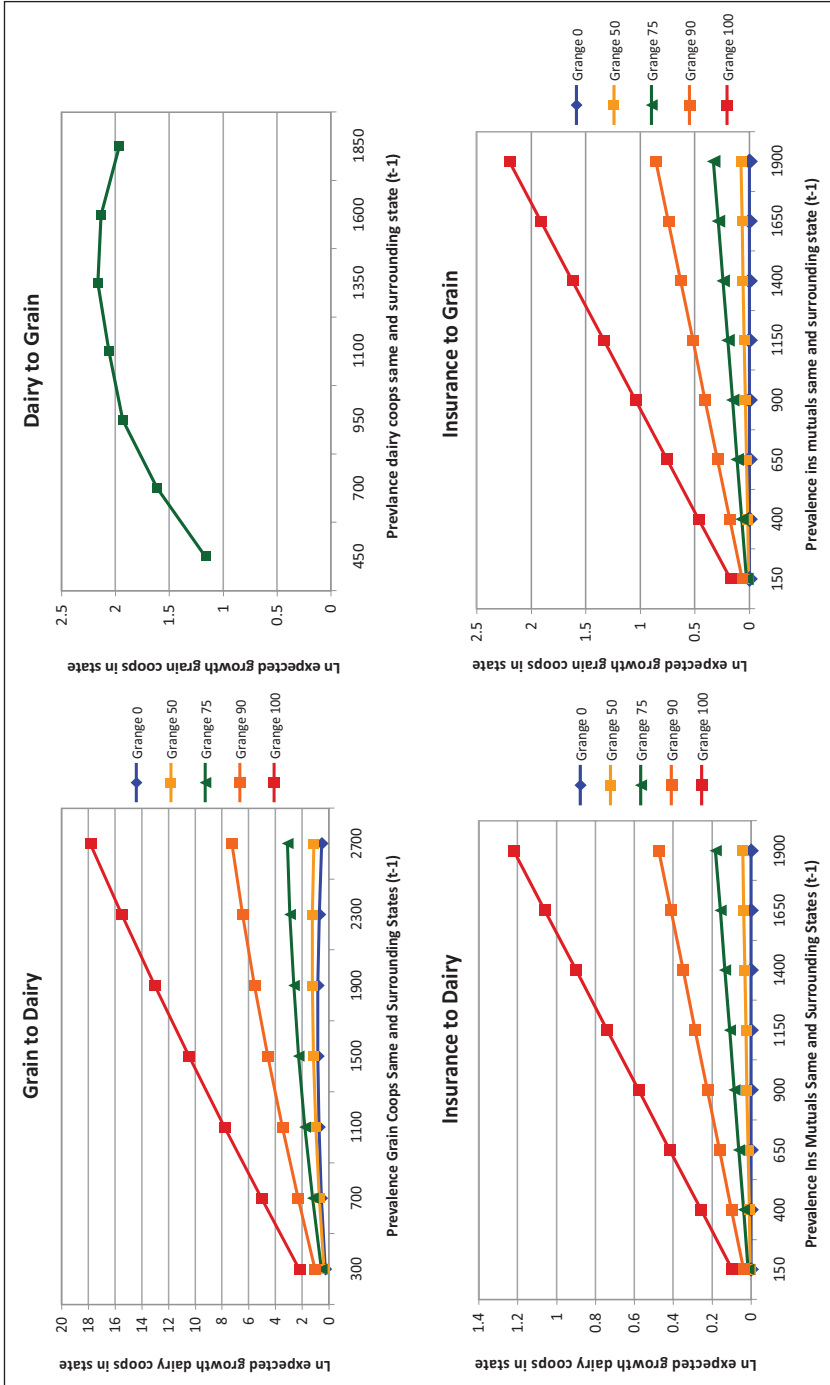 Grain to Dairy
Ln expected growth dairy coops in state
20
18
16
14
12
10
8
6
4
2
0
300
700
1100
1500
1900
2300
2700
Prevalence Grain Coops Same and Surrounding States (t-1)
Grange 0
Grange 50
Grange 75
Grange 90
Grange 100
Dairy to Grain
Ln expected growth grain coops in state
2.5
2
1.5
1
0.5
0
450
700
950
1100
1350
1600
1850
Prevlance dairy coops same and surrounding state (t-1)
Insurance to Dairy
Ln expected growth dairy coops in state
1.4
1.2
1
0.8
0.6
0.4
0.2
0
150
400
650
900
1150
1400
1650
1900
Prevalence Ins Mutuals Same and Surrounding States (t-1)
Grange 0
Grange 50
Grange 75
Grange 90
Grange 100
Insurance to Grain
Ln expected growth grain coops in state
2.5
2
1.5
1
0.5
0
150
400
650
900
1150
1400
1650
1900
Prevalence ins mutuals same and surrounding state (t-1)
Grange 0
Grange 50
Grange 75
Grange 90
Grange 100